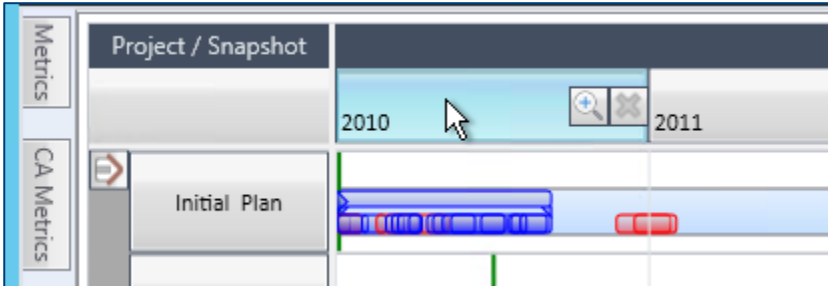 Metrics
CA Metrics
Project / Snapshot
2010
2011
Initial Plan